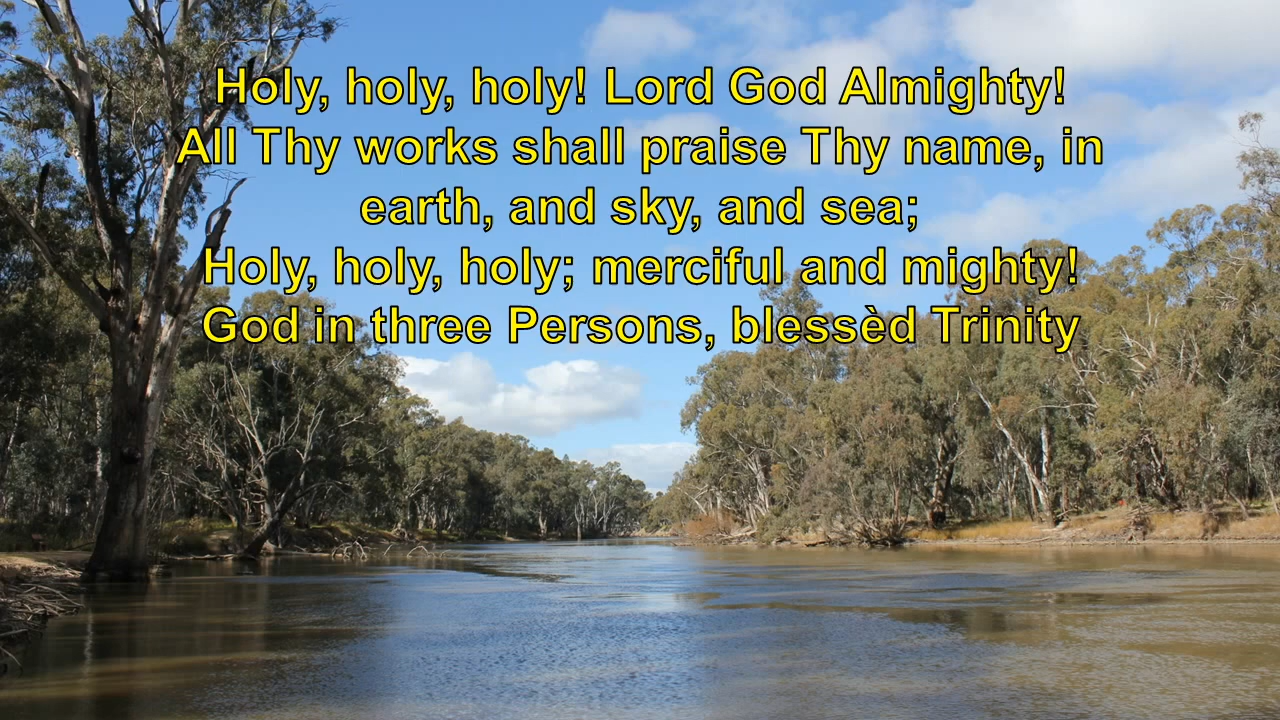 Holy, holy, holy! Lord God Almighty!
All Thy works shall praise Thy name, in
earth, and sky, and sea;
Holy, holy, holy; merciful and mighty!
God in three Persons, blessèd Trinity